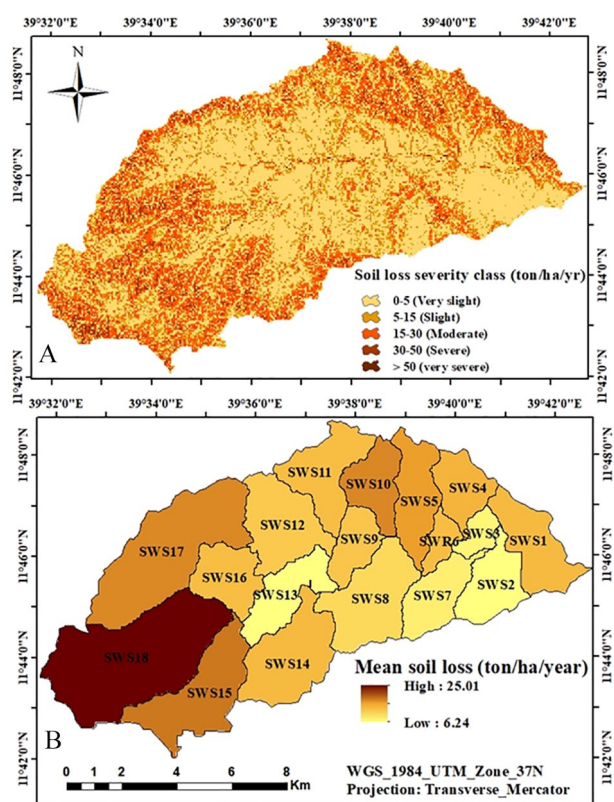 39°32'0"E 39°34'0"E 39°36'0"E 39°38'0"E 39°40'0"E 39°42'0"E
N
11°48'0"N 11°48'0"N
11°46'0"N 11°46'0"N
11°44'0"N 11°44'0"N
11°42'0"N 11°42'0"N
Soil loss severity class (ton/ha/yr)
0-5 (Very slight)
5-15 (Slight)
15-30 (Moderate)
30-50 (Severe)
> 50 (very severe)
A
39°32'0"E 39°34'0"E 39°36'0"E 39°38'0"E 39°40'0"E 39°42'0"E
11°48'0"N 11°48'0"N
SWS11 SWS10 SWS5 SWS4
SWS12 SWS9 SWR6 SWS3 SWS1
SWS17
11°46'0"N 11°46'0"N
SWS16 SWS13 SWS8 SWS7 SWS2
SWS18 SWS15 SWS14
11°44'0"N 11°44'0"N
Mean soil loss (ton/ha/year)
High : 25.01
Low : 6.24
B
11°42'0"N 11°42'0"N
0 1 2 4 6 8
Km
WGS_1984_UTM_Zone_37N
Projection: Transverse_Mercator